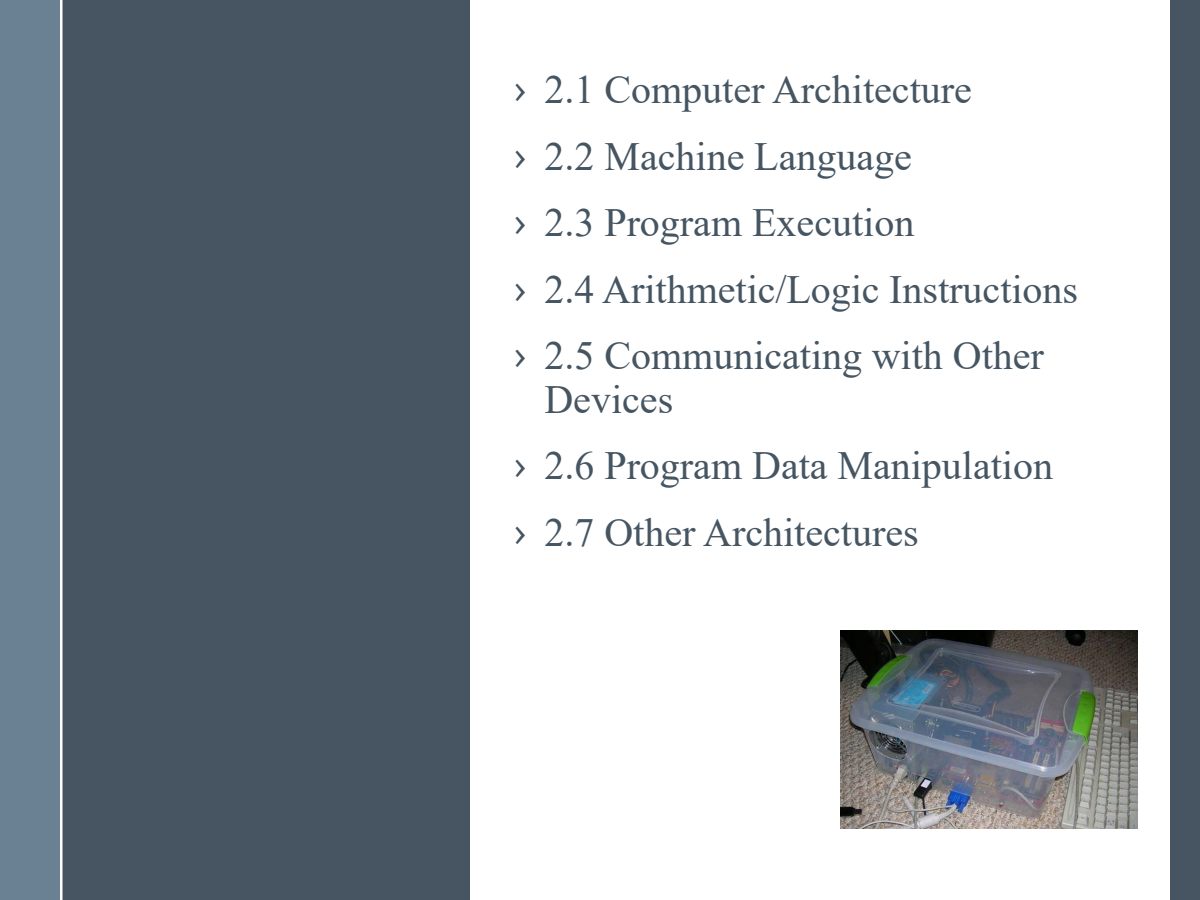 › 2.1 Computer Architecture
› 2.2 Machine Language
› 2.3 Program Execution
› 2.4 Arithmetic/Logic Instructions
› 2.5 Communicating with Other
Devices
› 2.6 Program Data Manipulation
› 2.7 Other Architectures